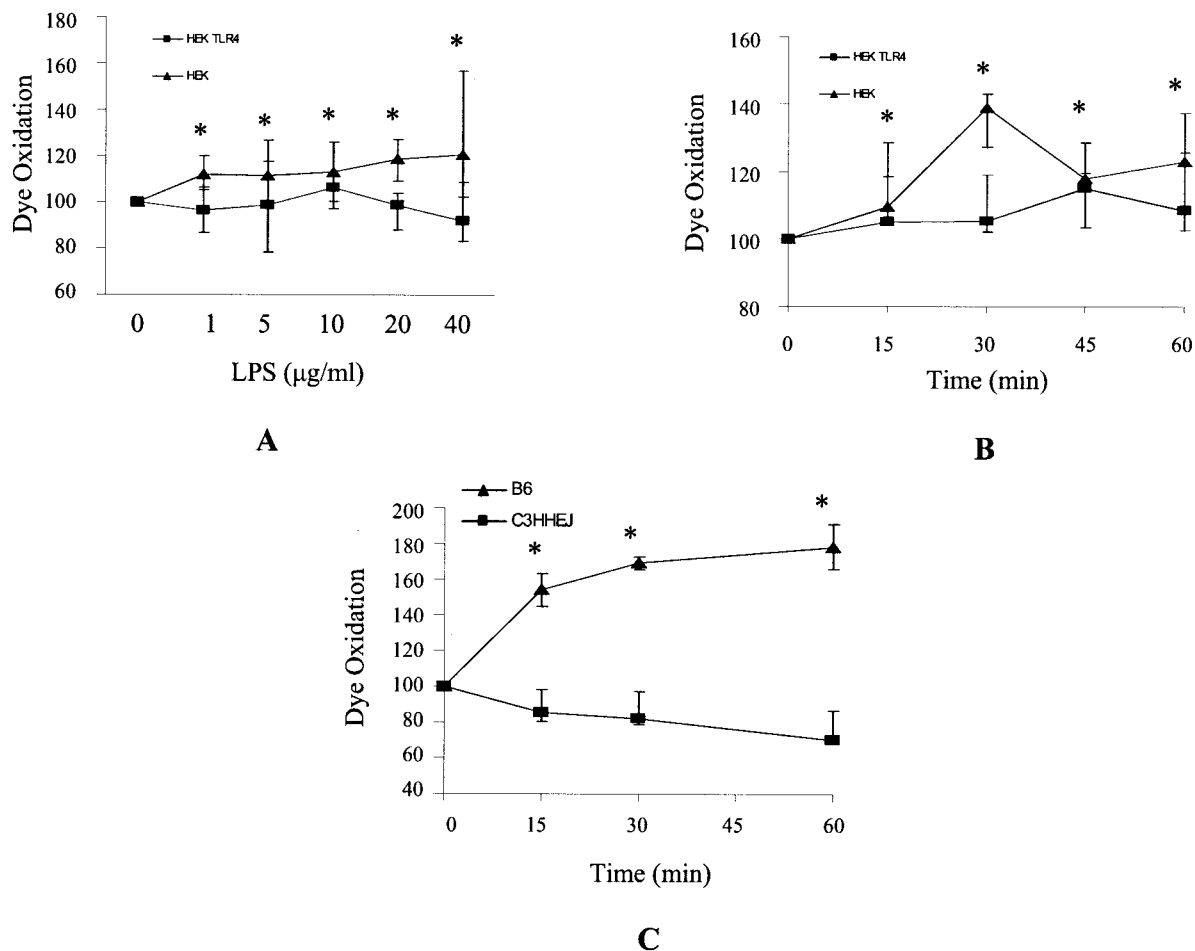 180
160
140
120
100
80
60
Dye Oxidation
HEK TLR4
HEK
* * * * *
0 1 5 10 20 40
LPS (μg/ml)
A
160
140
120
100
80
Dye Oxidation
HEK TLR4
HEK
* * * *
0 15 30 45 60
Time (min)
B
B6
C3HHEJ
200
180
160
140
120
100
80
60
40
Dye Oxidation
* * *
0 15 30 45 60
Time (min)
C